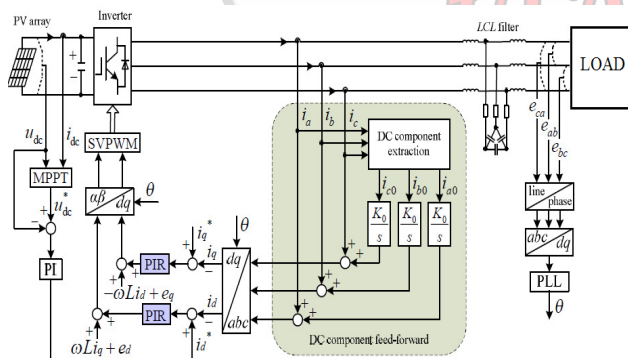 PV array
Inverter
LCL filter
LOAD
+
−
u_dc
i_dc
i_a
i_b
i_c
e_ca
e_ab
e_bc
SVPWM
DC component
extraction
MPPT
u_dc*
i_c0
i_b0
i_a0
line
phase
αβ
dq
θ
K_0
s
K_0
s
K_0
s
+
−
θ
i_q*
+
abc
dq
PI
PIR
i_q
−
dq
+
+
+
+
PLL
−ωLi_d + e_q
+
+
PIR
i_d
−
abc
+
+
+
+
θ
ωLi_q + e_d
i_d*
+
DC component feed-forward